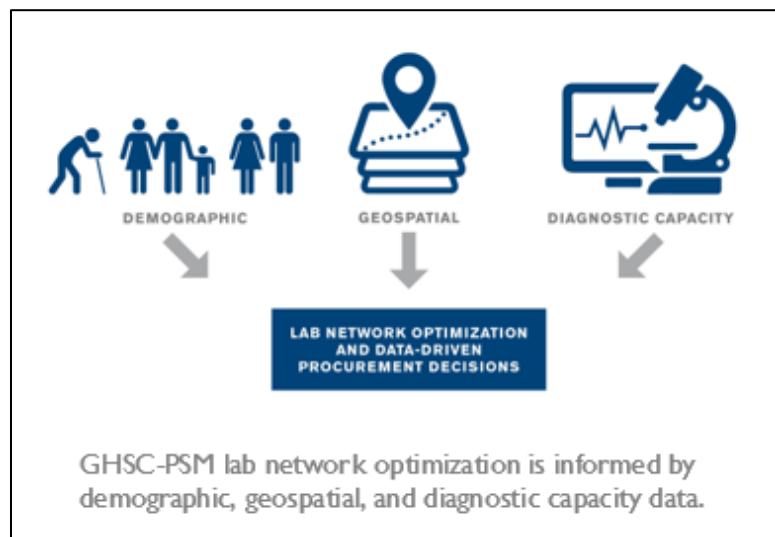 DEMOGRAPHIC
GEOSPATIAL
DIAGNOSTIC CAPACITY
LAB NETWORK OPTIMIZATION
AND DATA-DRIVEN
PROCUREMENT DECISIONS
GHSC-PSM lab network optimization is informed by
demographic, geospatial, and diagnostic capacity data.